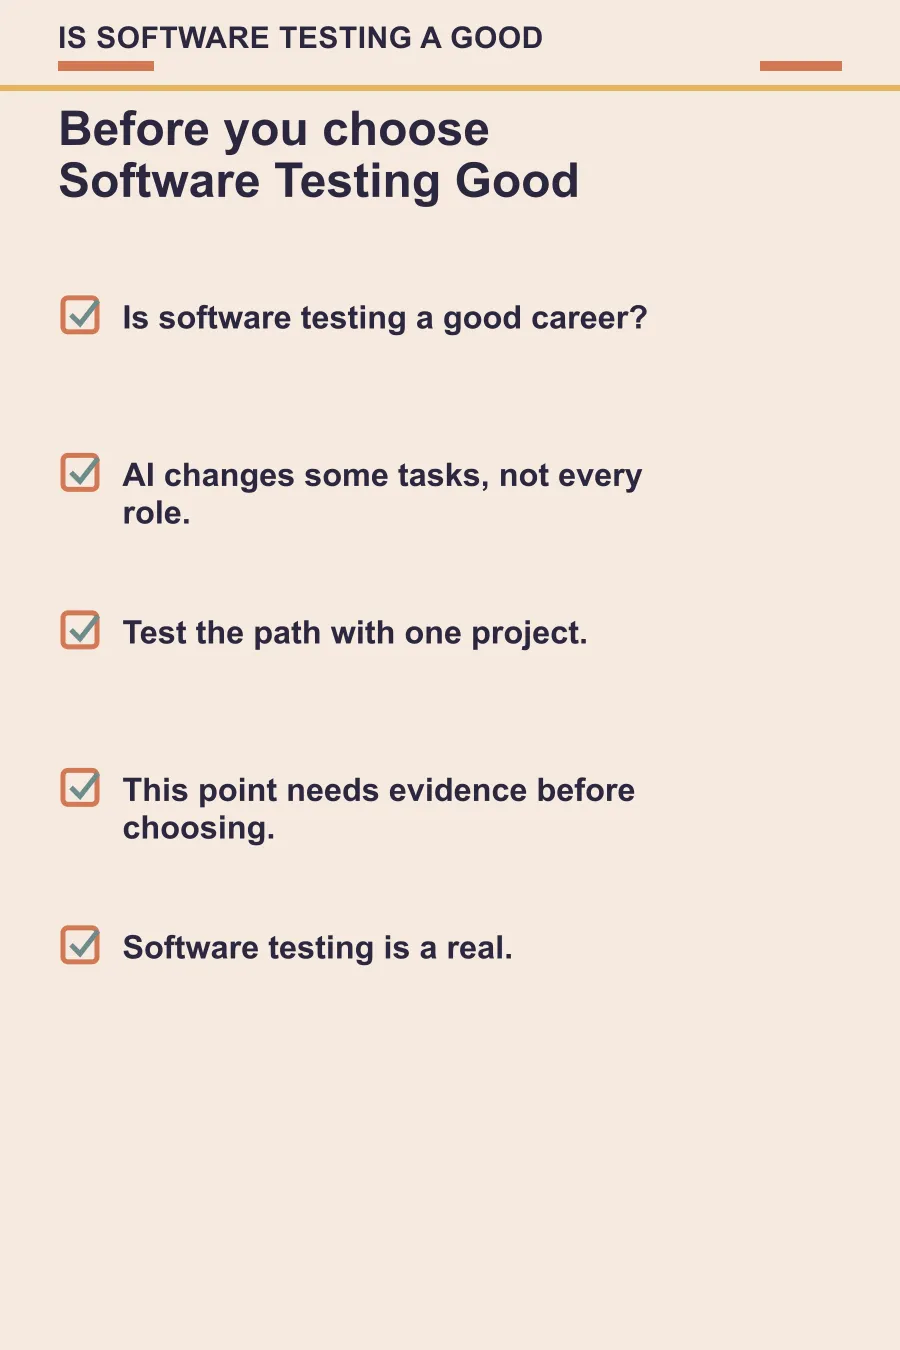 IS SOFTWARE TESTING A GOOD
Before you choose
Software Testing Good
Is software testing a good career?
AI changes some tasks, not every
role.
Test the path with one project.
This point needs evidence before
choosing.
Software testing is a real.